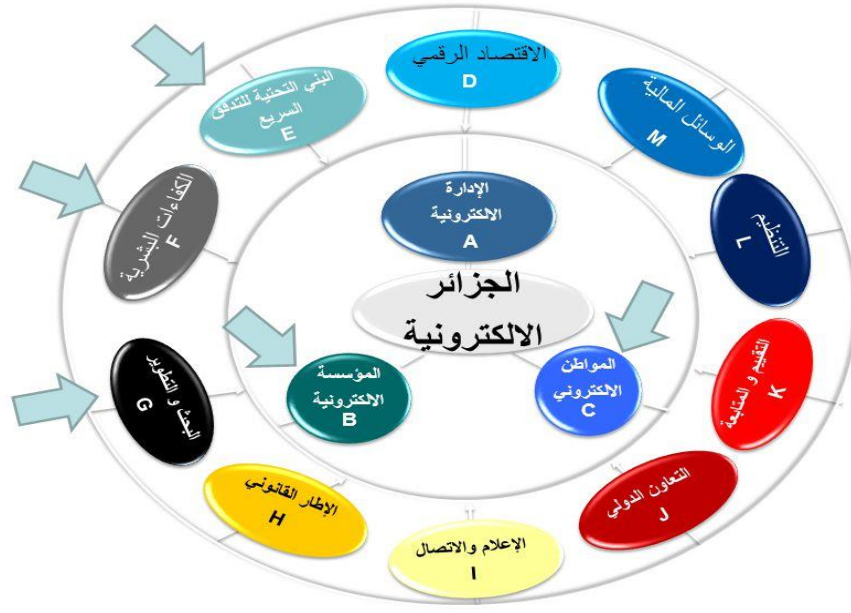 الاقتصاد الرقمي
D
البني التحتية للتدفق
السريع
E
الوسائل المالية
M
الكفاءات البشرية
F
التنظيم
L
الإدارة
الالكترونية
A
الجزائر
الالكترونية
المؤسسة
الالكترونية
B
المواطن
الالكتروني
C
التقييم و المتابعة
K
البحث و التطوير
G
الإطار القانوني
H
التعاون الدولي
J
الإعلام والاتصال
I